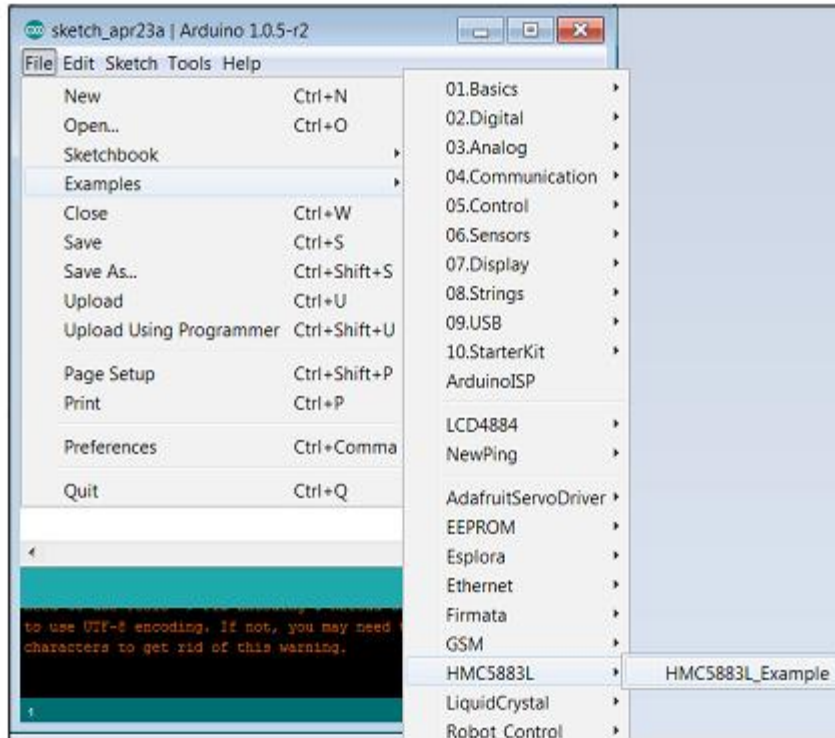 sketch_apr23a | Arduino 1.0.5-r2
File Edit Sketch Tools Help
New Ctrl+N
Open... Ctrl+O
Sketchbook
Examples
Close Ctrl+W
Save Ctrl+S
Save As... Ctrl+Shift+S
Upload Ctrl+U
Upload Using Programmer Ctrl+Shift+U
Page Setup Ctrl+Shift+P
Print Ctrl+P
Preferences Ctrl+Comma
Quit Ctrl+Q
01.Basics
02.Digital
03.Analog
04.Communication
05.Control
06.Sensors
07.Display
08.Strings
09.USB
10.StarterKit
ArduinoISP
LCD4884
NewPing
AdafruitServoDriver
EEPROM
Esplora
Ethernet
Firmata
GSM
HMC5883L
LiquidCrystal
Robot_Control
HMC5883L_Example
to use UTF-8 encoding. If not, you may need
characters to get rid of this warning.